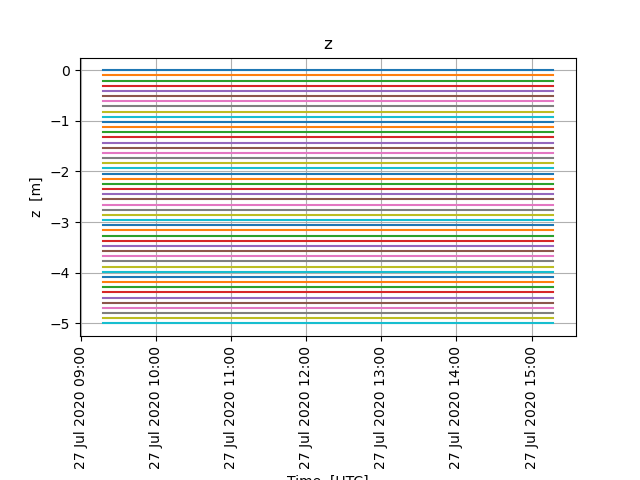 z
0
−1
−2
−3
−4
−5
z [m]
27 Jul 2020 09:00
27 Jul 2020 10:00
27 Jul 2020 11:00
27 Jul 2020 12:00
27 Jul 2020 13:00
27 Jul 2020 14:00
27 Jul 2020 15:00
Time [UTC]